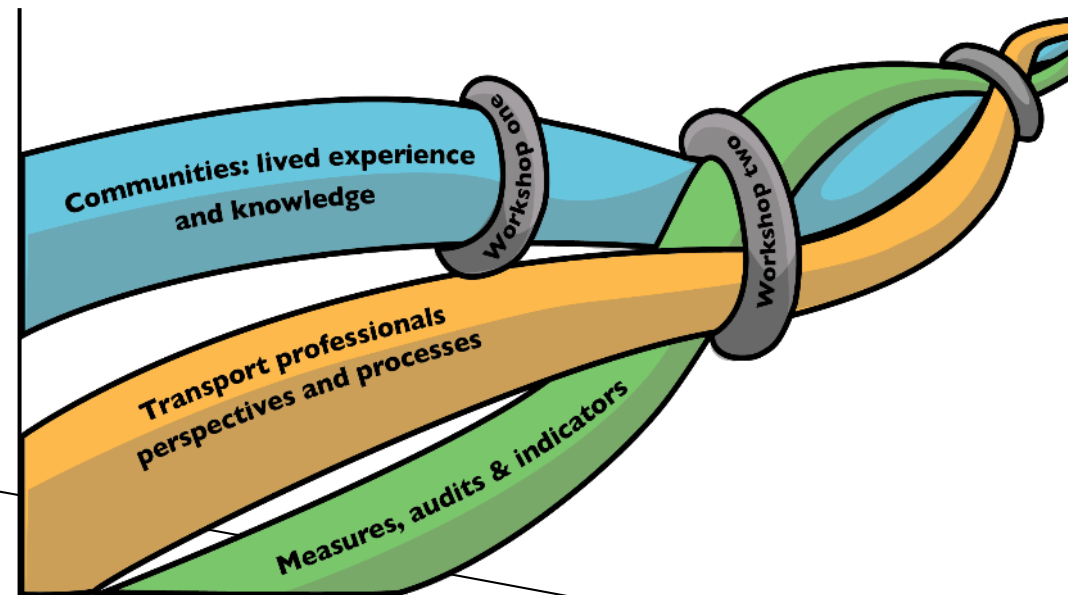 Communities: lived experience
and knowledge
Workshop one
Workshop two
Transport professionals
perspectives and processes
Measures, audits & indicators